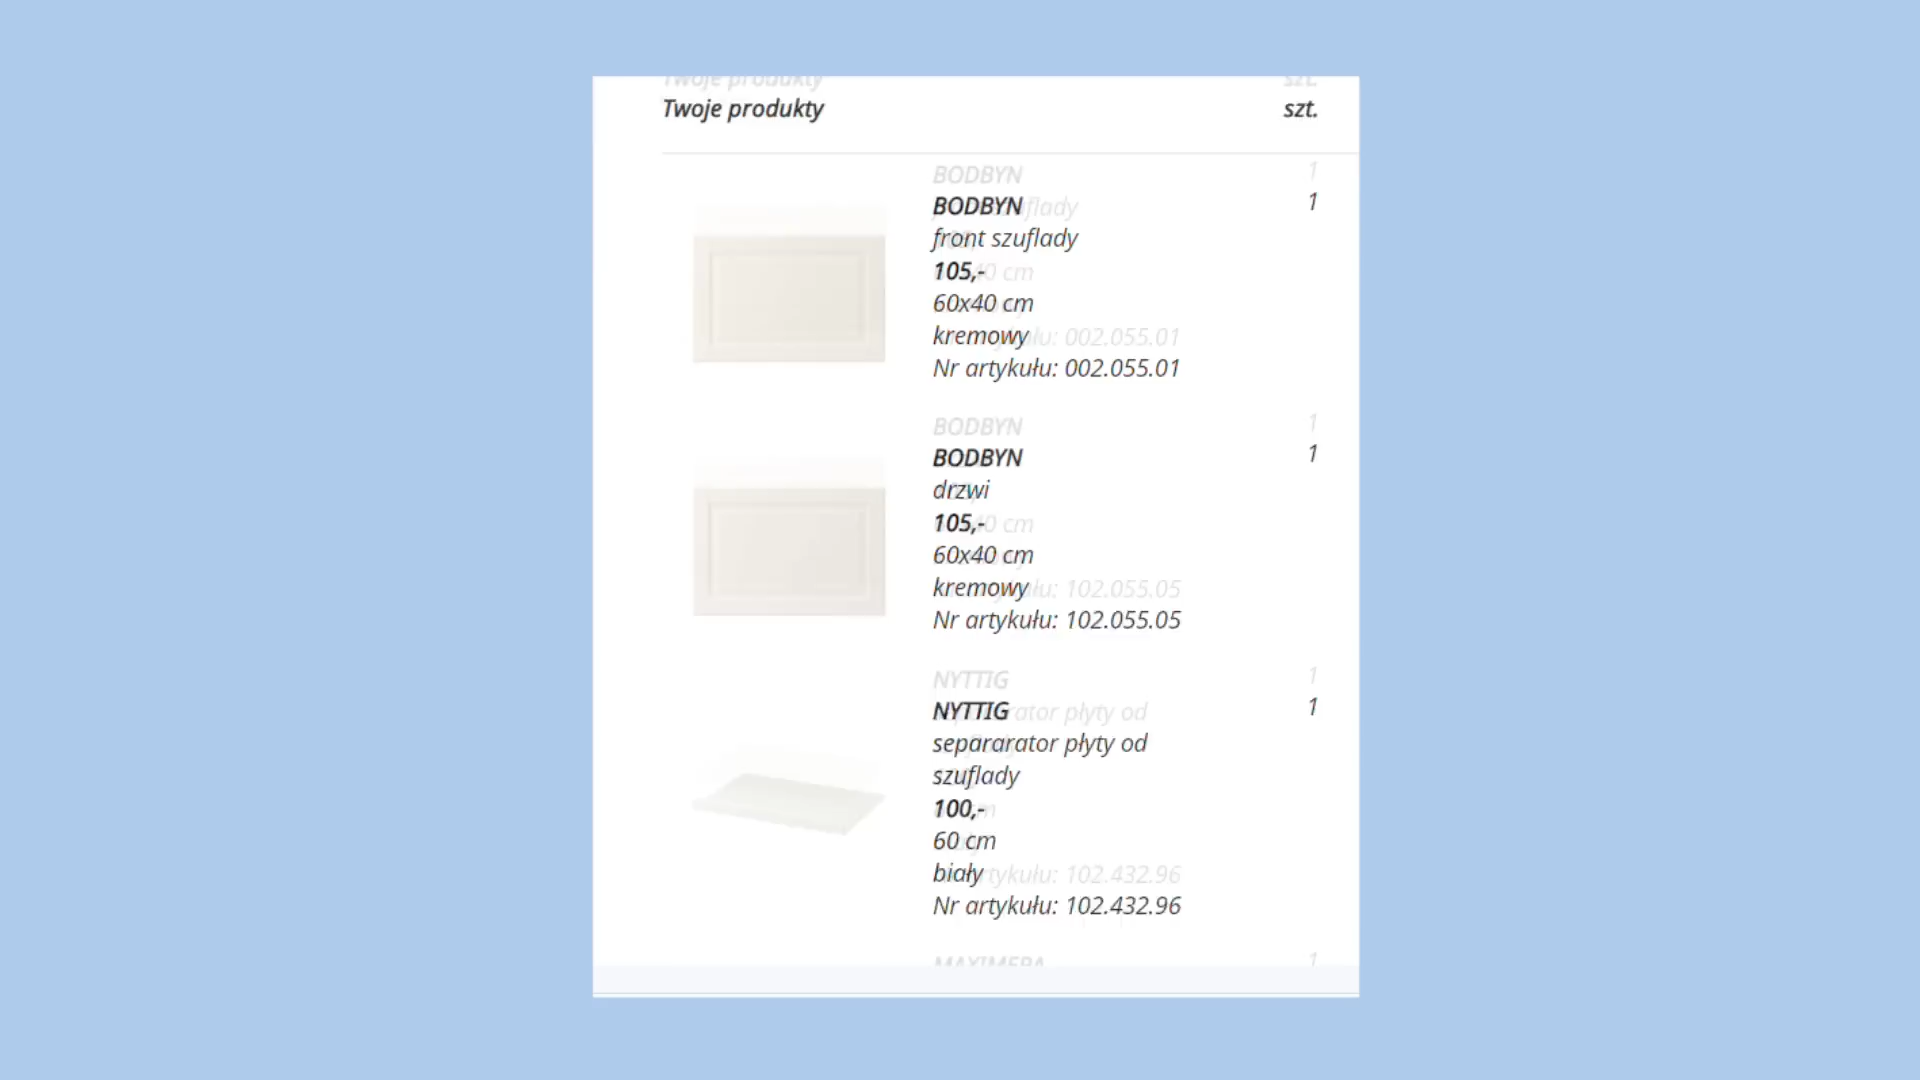 Twoje produkty szt.
BODBYN 1
front szuflady
105,-
60x40 cm
kremowy
Nr artykułu: 002.055.01
BODBYN 1
drzwi
105,-
60x40 cm
kremowy
Nr artykułu: 102.055.05
NYTTIG 1
separarator płyty od
szuflady
100,-
60 cm
biały
Nr artykułu: 102.432.96
MAXIMERA 1